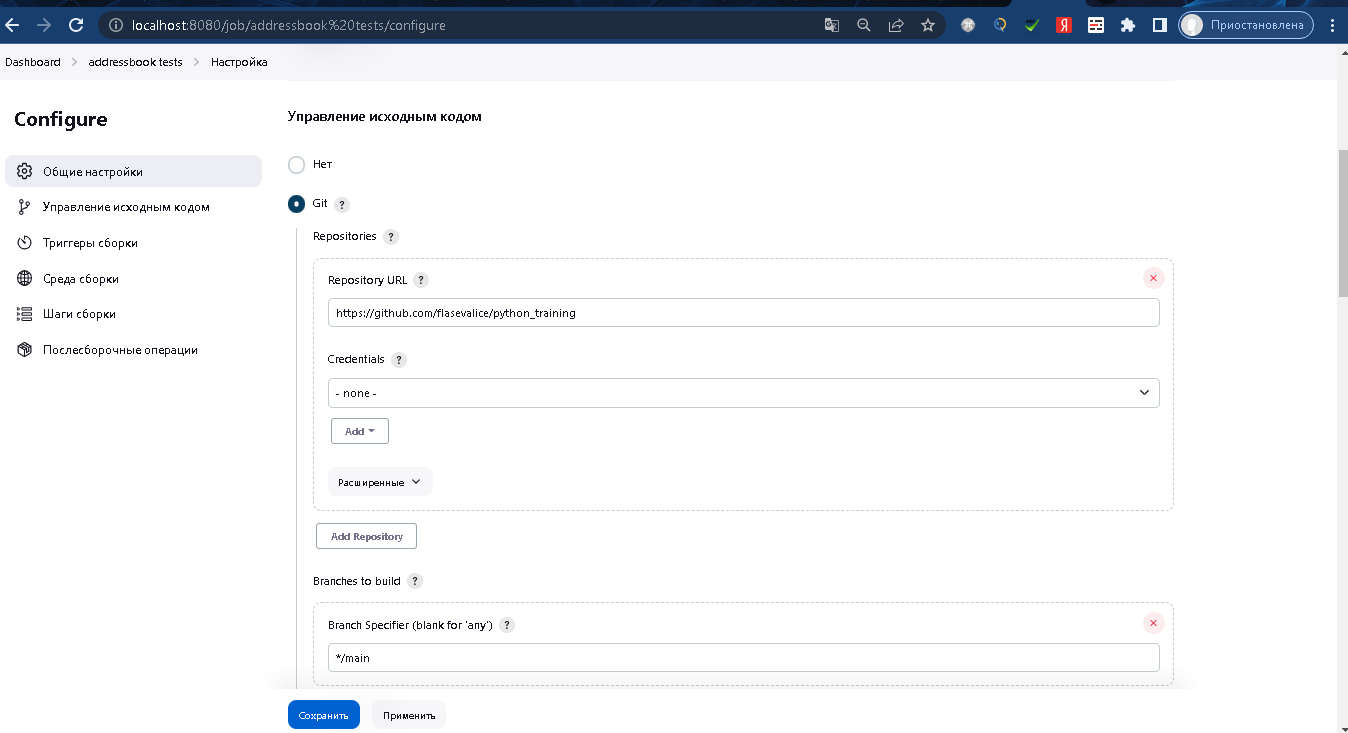 localhost:8080/job/addressbook%20tests/configure
Я
Приостановлена
Dashboard > addressbook tests > Настройка
Configure
Общие настройки
Управление исходным кодом
Триггеры сборки
Среда сборки
Шаги сборки
Послесборочные операции
Управление исходным кодом
Нет
Git ?
Repositories ?
Repository URL ?
https://github.com/flasevalice/python_training
Credentials ?
- none -
Add
Расширенные
Add Repository
Branches to build ?
Branch Specifier (blank for 'any') ?
*/main
Сохранить
Применить